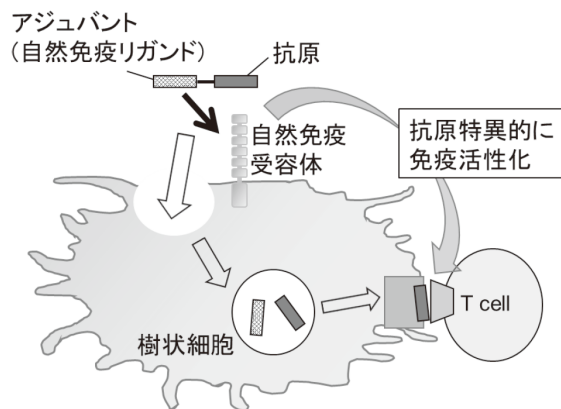 アジュバント
(自然免疫リガンド)
抗原
自然免疫
受容体
抗原特異的に
免疫活性化
T cell
樹状細胞